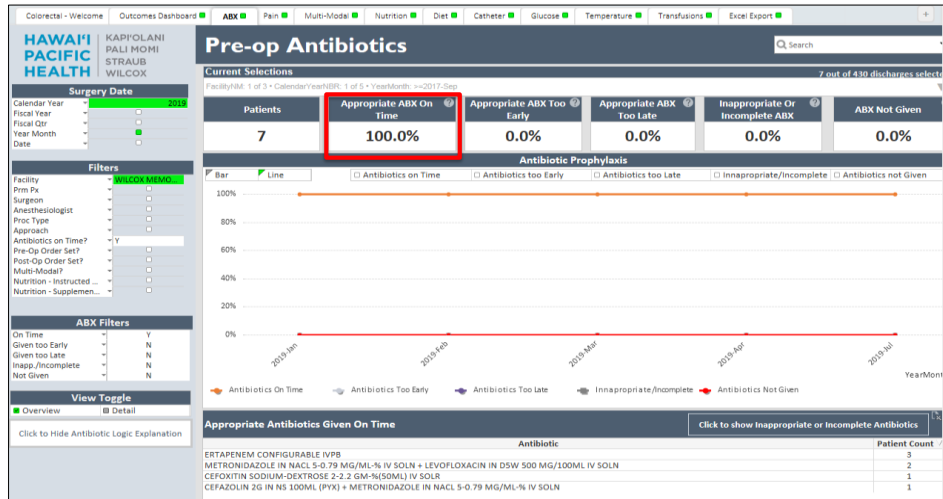 Colorectal - Welcome Outcomes Dashboard ABX Pain Multi-Modal Nutrition Diet Catheter Glucose Temperature Transfusions Excel Export +
HAWAI'I PACIFIC HEALTH
KAPI'OLANI
PALI MOMI
STRAUB
WILCOX
Pre-op Antibiotics
Search
Surgery Date
Calendar Year 2019
Fiscal Year
Fiscal Qtr
Year Month
Date
Filters
Facility WILCOX MEMO...
Prm Px
Surgeon
Anesthesiologist
Proc Type
Approach
Antibiotics on Time? Y
Pre-Op Order Set?
Post-Op Order Set?
Multi-Modal?
Nutrition - Instructed ...
Nutrition - Supplemen...
ABX Filters
On Time Y
Given too Early N
Given too Late N
Inapp./Incomplete N
Not Given N
View Toggle
Overview Detail
Click to Hide Antibiotic Logic Explanation
Current Selections 7 out of 430 discharges selecte
FacilityNM: 1 of 3 • CalendarYearNBR: 1 of 5 • YearMonth: >=2017-Sep
Patients
7
Appropriate ABX On Time ?
100.0%
Appropriate ABX Too Early ?
0.0%
Appropriate ABX Too Late ?
0.0%
Inappropriate Or Incomplete ABX ?
0.0%
ABX Not Given
0.0%
Antibiotic Prophylaxis
Bar Line Antibiotics on Time Antibiotics too Early Antibiotics too Late Innapropriate/Incomplete Antibiotics not Given
100%
80%
60%
40%
20%
0%
2019-Jan 2019-Feb 2019-Mar 2019-Apr 2019-Jul
YearMont
Antibiotics On Time Antibiotics Too Early Antibiotics Too Late Innapropriate/Incomplete Antibiotics Not Given
Appropriate Antibiotics Given On Time Click to show Inappropriate or Incomplete Antibiotics
Antibiotic Patient Count
ERTAPENEM CONFIGURABLE IVPB 3
METRONIDAZOLE IN NACL 5-0.79 MG/ML-% IV SOLN + LEVOFLOXACIN IN D5W 500 MG/100ML IV SOLN 2
CEFOXITIN SODIUM-DEXTROSE 2-2.2 GM-%(50ML) IV SOLR 1
CEFAZOLIN 2G IN NS 100ML (PYX) + METRONIDAZOLE IN NACL 5-0.79 MG/ML-% IV SOLN 1